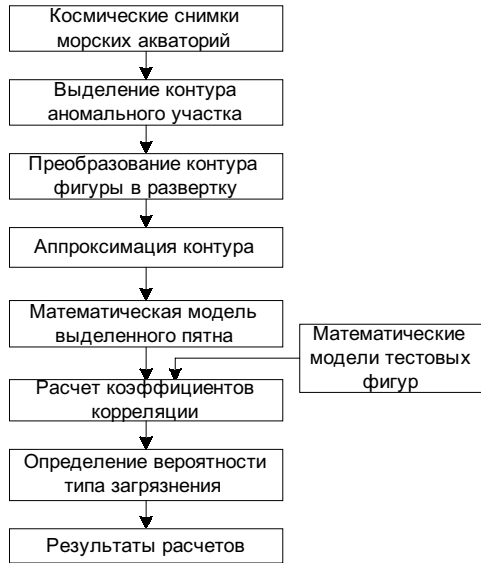 Космические снимки
морских акваторий
Выделение контура
аномального участка
Преобразование контура
фигуры в развертку
Аппроксимация контура
Математическая модель
выделенного пятна
Математические
модели тестовых
фигур
Расчет коэффициентов
корреляции
Определение вероятности
типа загрязнения
Результаты расчетов